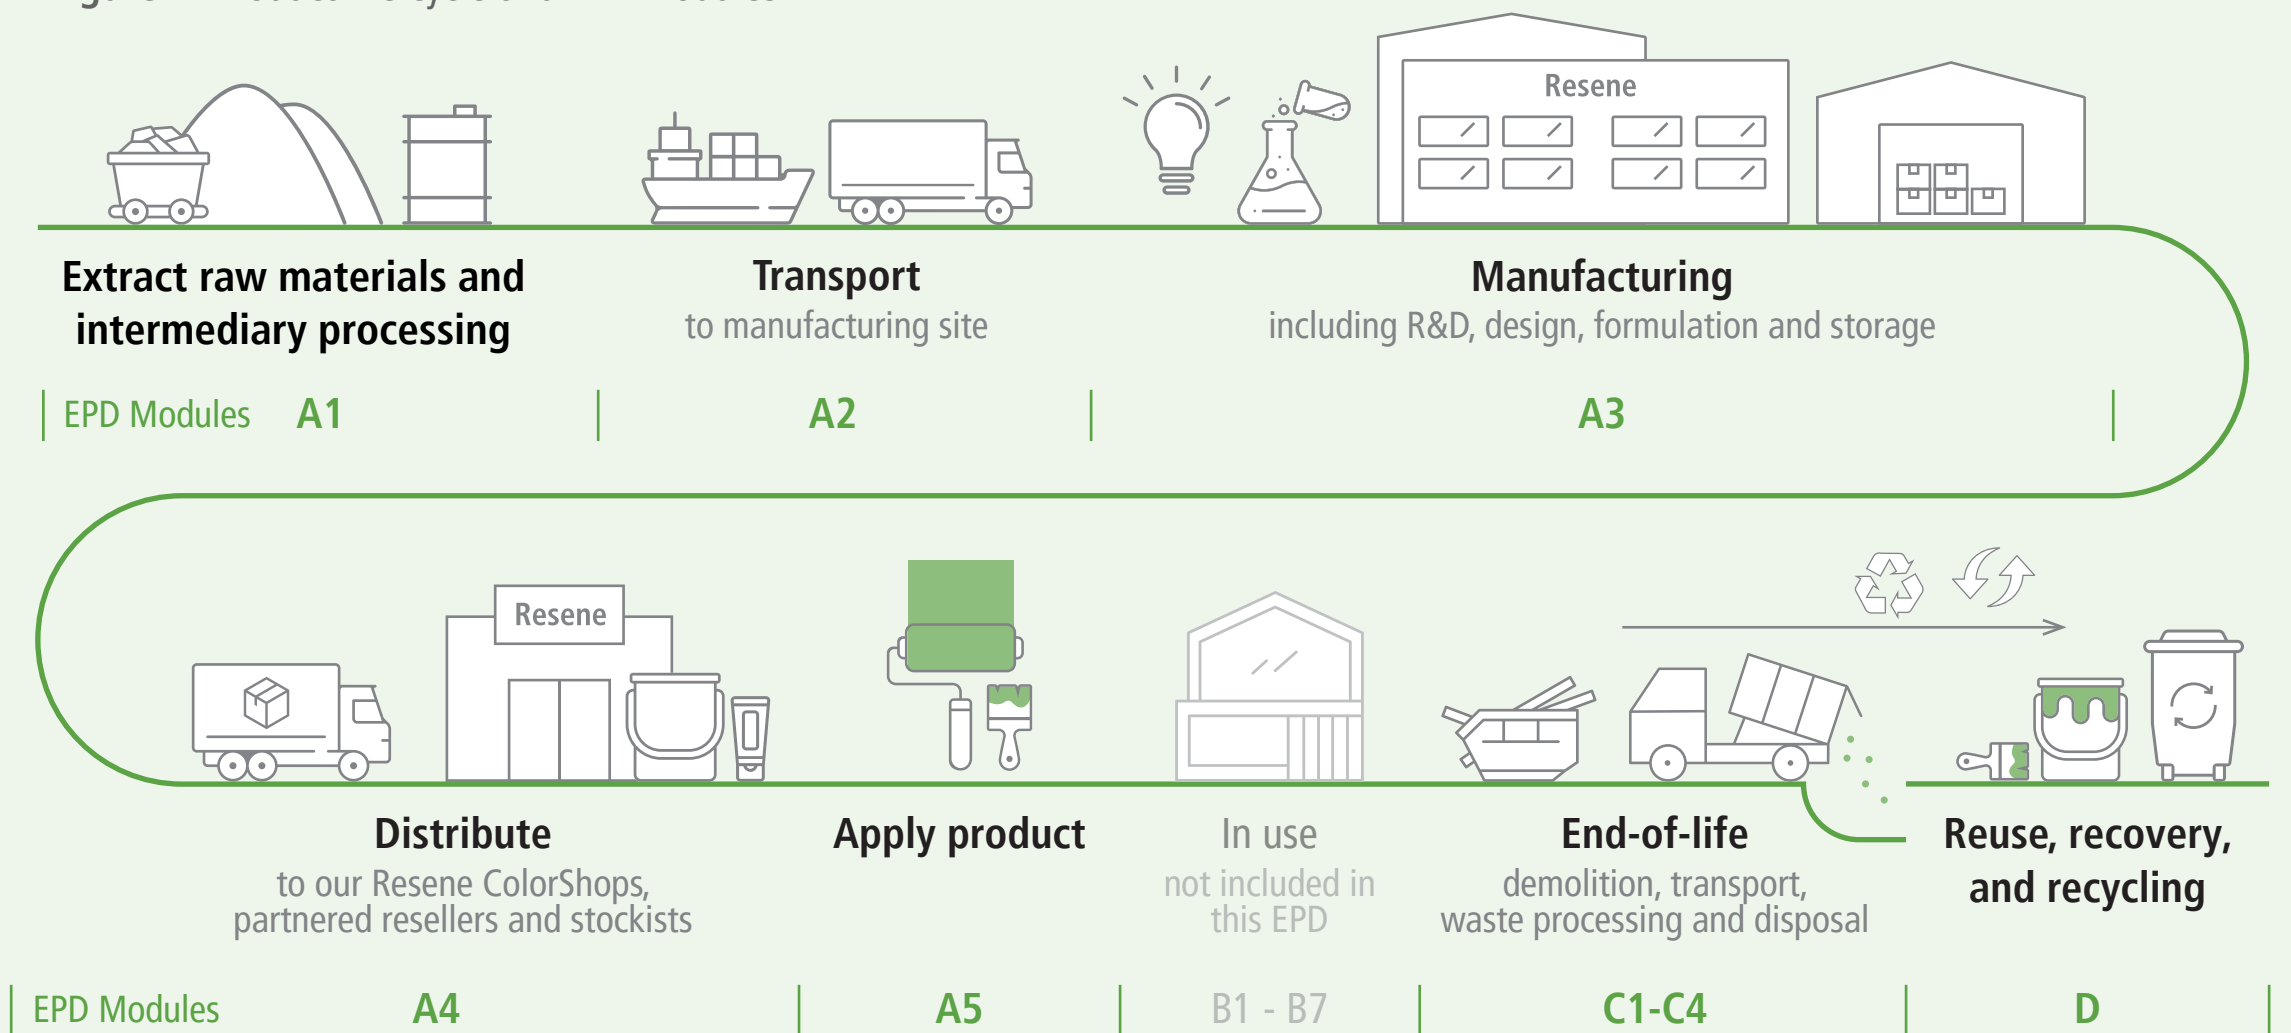 Resene
Extract raw materials and
intermediary processing
Transport
to manufacturing site
Manufacturing
including R&D, design, formulation and storage
EPD Modules A1
A2
A3
Resene
Distribute
to our Resene ColorShops,
partnered resellers and stockists
Apply product
In use
not included in
this EPD
End-of-life
demolition, transport,
waste processing and disposal
Reuse, recovery,
and recycling
EPD Modules A4
A5
B1 - B7
C1-C4
D